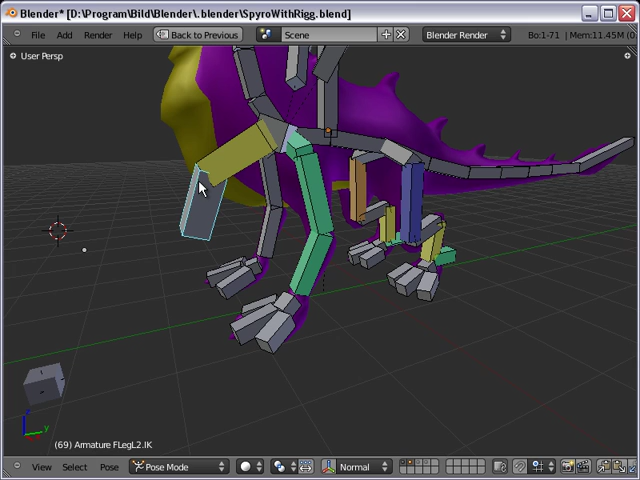 Blender* [D:\Program\Bild\Blender\.blender\SpyroWithRigg.blend]
File Add Render Help Back to Previous Scene Blender Render Bo:1-71 | Mem:11.45M (0
User Persp
z
y
(69) Armature FLegL2.IK
View Select Pose Pose Mode Normal